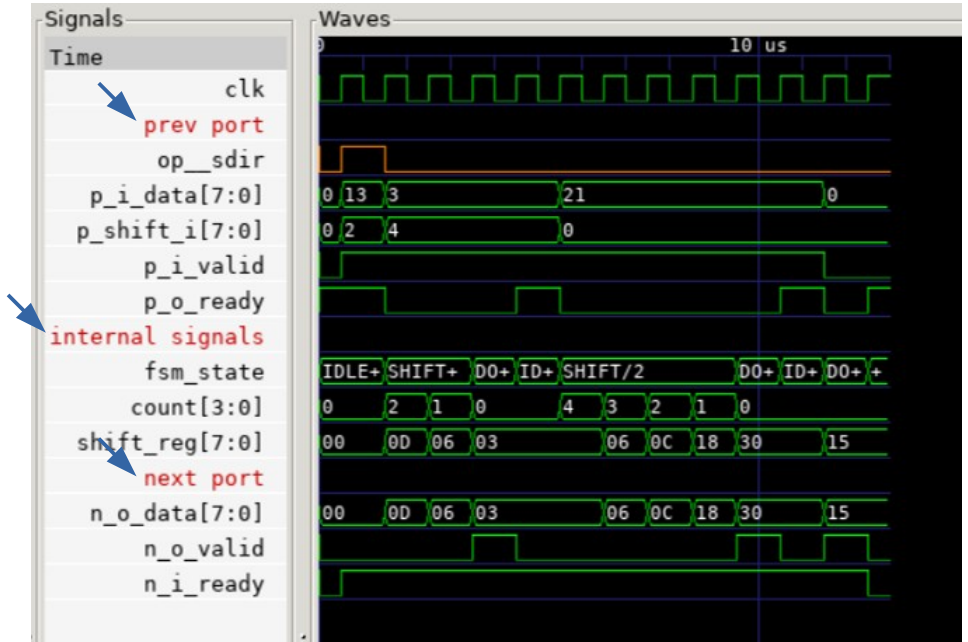 Signals Waves
Time 0 10 us
clk
prev port
op__sdir
p_i_data[7:0] 0 13 3 21 0
p_shift_i[7:0] 0 2 4 0
p_i_valid
p_o_ready
internal signals
fsm_state IDLE+ SHIFT+ DO+ ID+ SHIFT/2 DO+ ID+ DO+ +
count[3:0] 0 2 1 0 4 3 2 1 0
shift_reg[7:0] 00 0D 06 03 06 0C 18 30 15
next port
n_o_data[7:0] 00 0D 06 03 06 0C 18 30 15
n_o_valid
n_i_ready